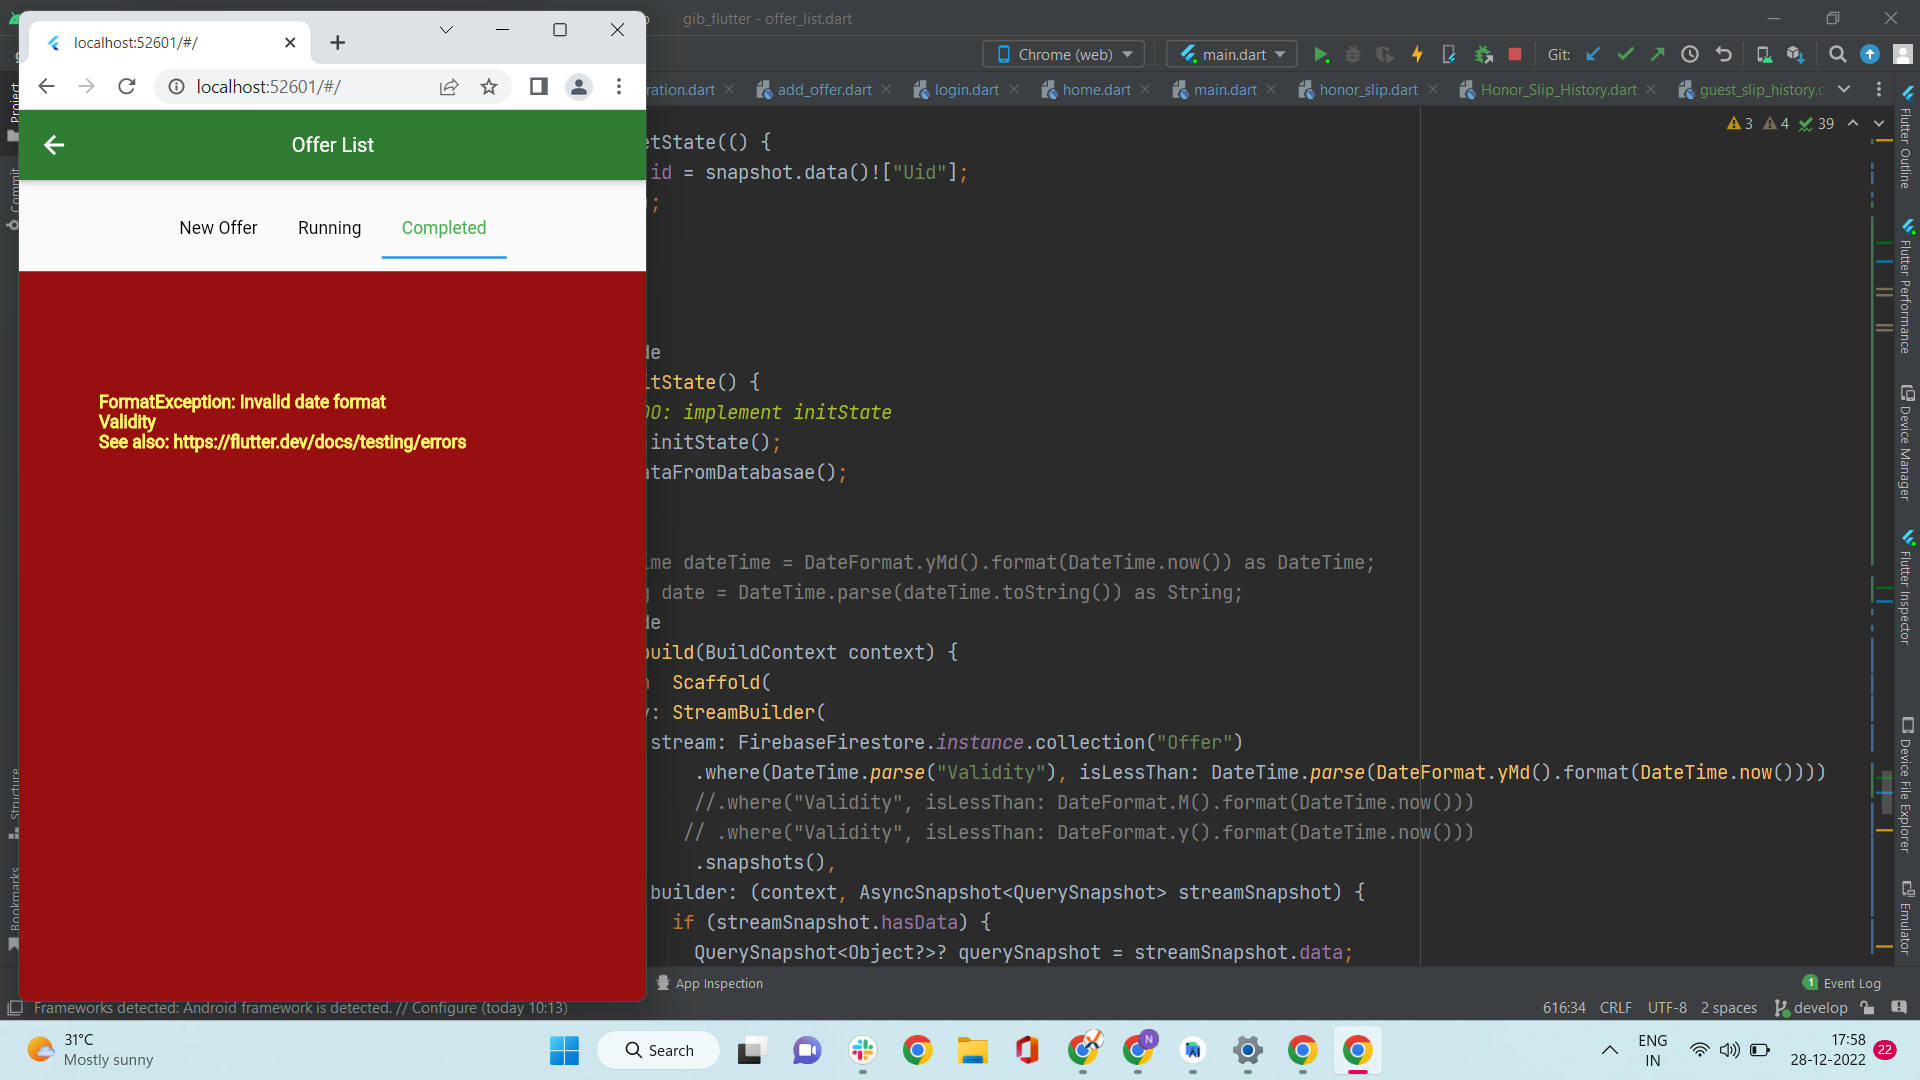 gib_flutter - offer_list.dart
localhost:52601/#/
Chrome (web)
main.dart
Git:
localhost:52601/#/
ration.dart
add_offer.dart
login.dart
home.dart
main.dart
honor_slip.dart
Honor_Slip_History.dart
guest_slip_history.c
Offer List
New Offer
Running
Completed
FormatException: Invalid date format
Validity
See also: https://flutter.dev/docs/testing/errors
3
4
39
etState(() {
id = snapshot.data()!["Uid"];
);
de
itState() {
DO: implement initState
initState();
ataFromDatabasae();
ime dateTime = DateFormat.yMd().format(DateTime.now()) as DateTime;
g date = DateTime.parse(dateTime.toString()) as String;
de
build(BuildContext context) {
n  Scaffold(
y: StreamBuilder(
stream: FirebaseFirestore.instance.collection("Offer")
.where(DateTime.parse("Validity"), isLessThan: DateTime.parse(DateFormat.yMd().format(DateTime.now())))
//.where("Validity", isLessThan: DateFormat.M().format(DateTime.now()))
// .where("Validity", isLessThan: DateFormat.y().format(DateTime.now()))
.snapshots(),
builder: (context, AsyncSnapshot<QuerySnapshot> streamSnapshot) {
if (streamSnapshot.hasData) {
QuerySnapshot<Object?>? querySnapshot = streamSnapshot.data;
Project
Commit
Structure
Bookmarks
Flutter Outline
Flutter Performance
Device Manager
Flutter Inspector
Device File Explorer
Emulator
App Inspection
1 Event Log
Frameworks detected: Android framework is detected. // Configure (today 10:13)
616:34
CRLF
UTF-8
2 spaces
develop
31°C
Mostly sunny
Search
N
AI
ENG
IN
17:58
28-12-2022
22